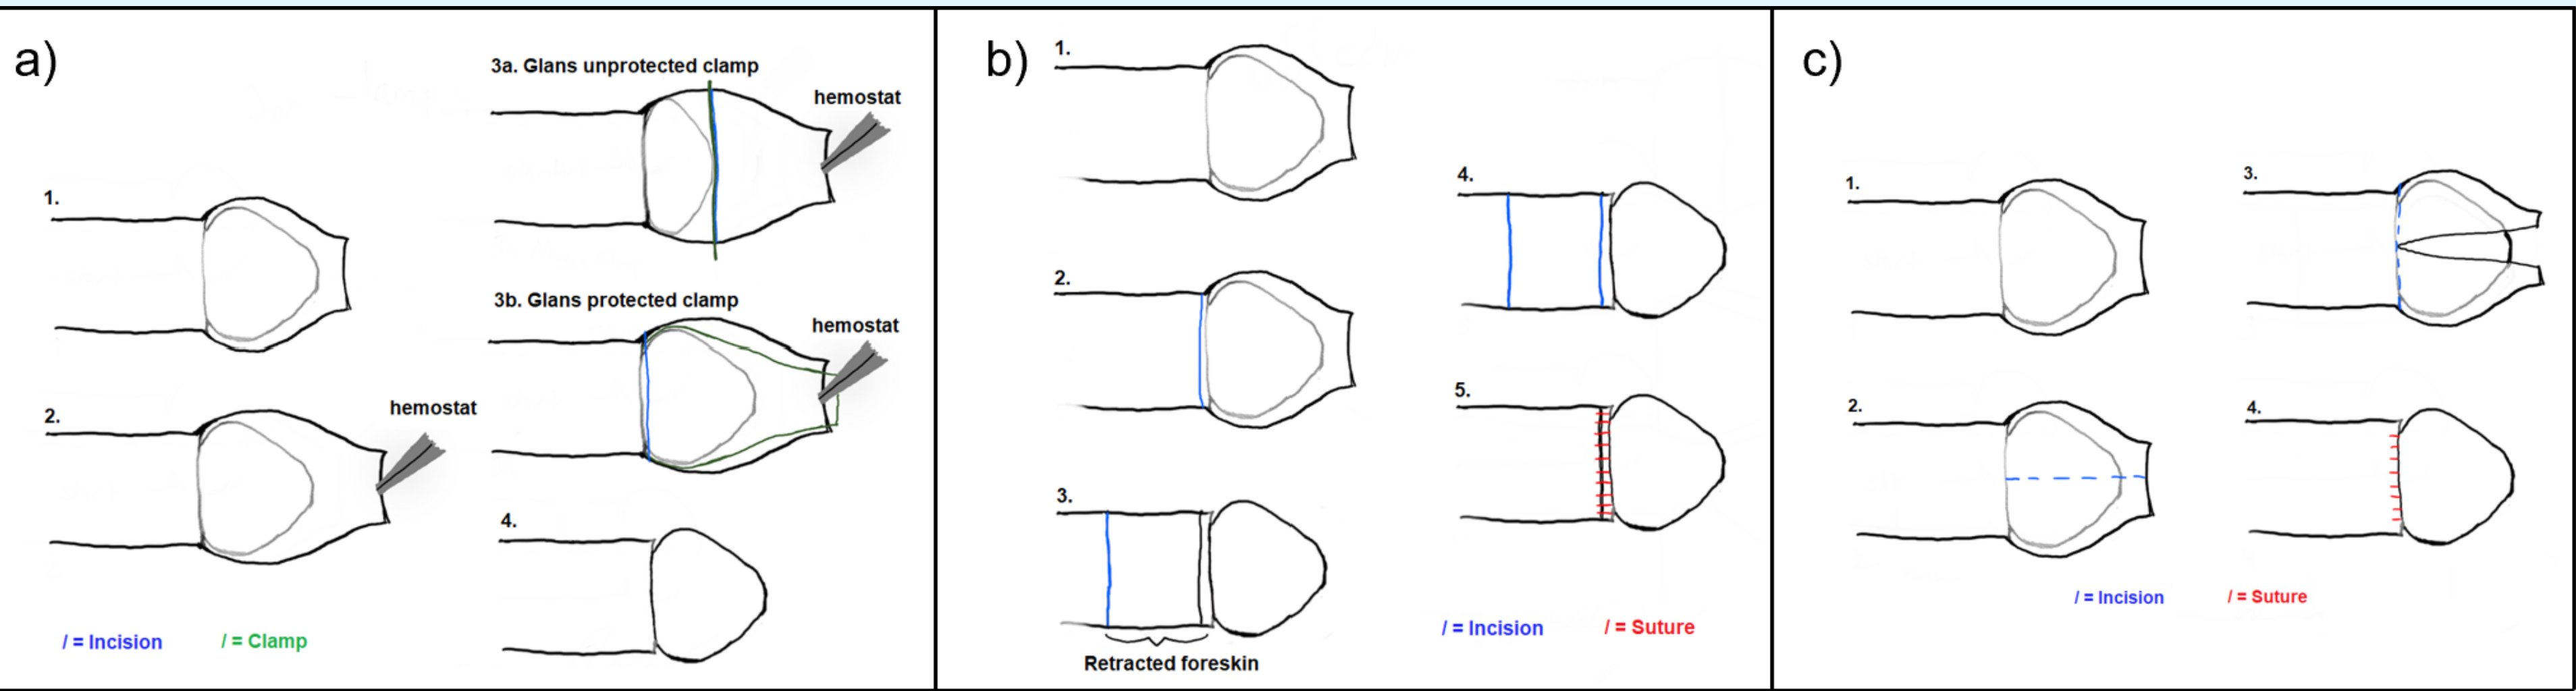 a)
1.
2.
hemostat
3a. Glans unprotected clamp
hemostat
3b. Glans protected clamp
hemostat
4.
/ = Incision
/ = Clamp
b)
1.
2.
3.
Retracted foreskin
4.
5.
/ = Incision
/ = Suture
c)
1.
2.
3.
4.
/ = Incision
/ = Suture